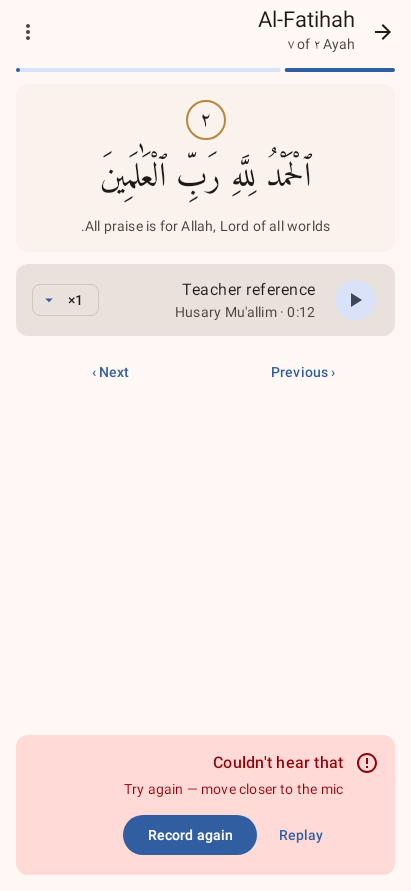 Al-Fatihah
Ayah ٢ of ٧
٢
ٱلْحَمْدُ لِلَّهِ رَبِّ ٱلْعَٰلَمِينَ
All praise is for Allah, Lord of all worlds.
Teacher reference
Husary Mu'allim · 0:12
×1
Previous ›
‹ Next
Couldn't hear that
Try again — move closer to the mic
Replay
Record again